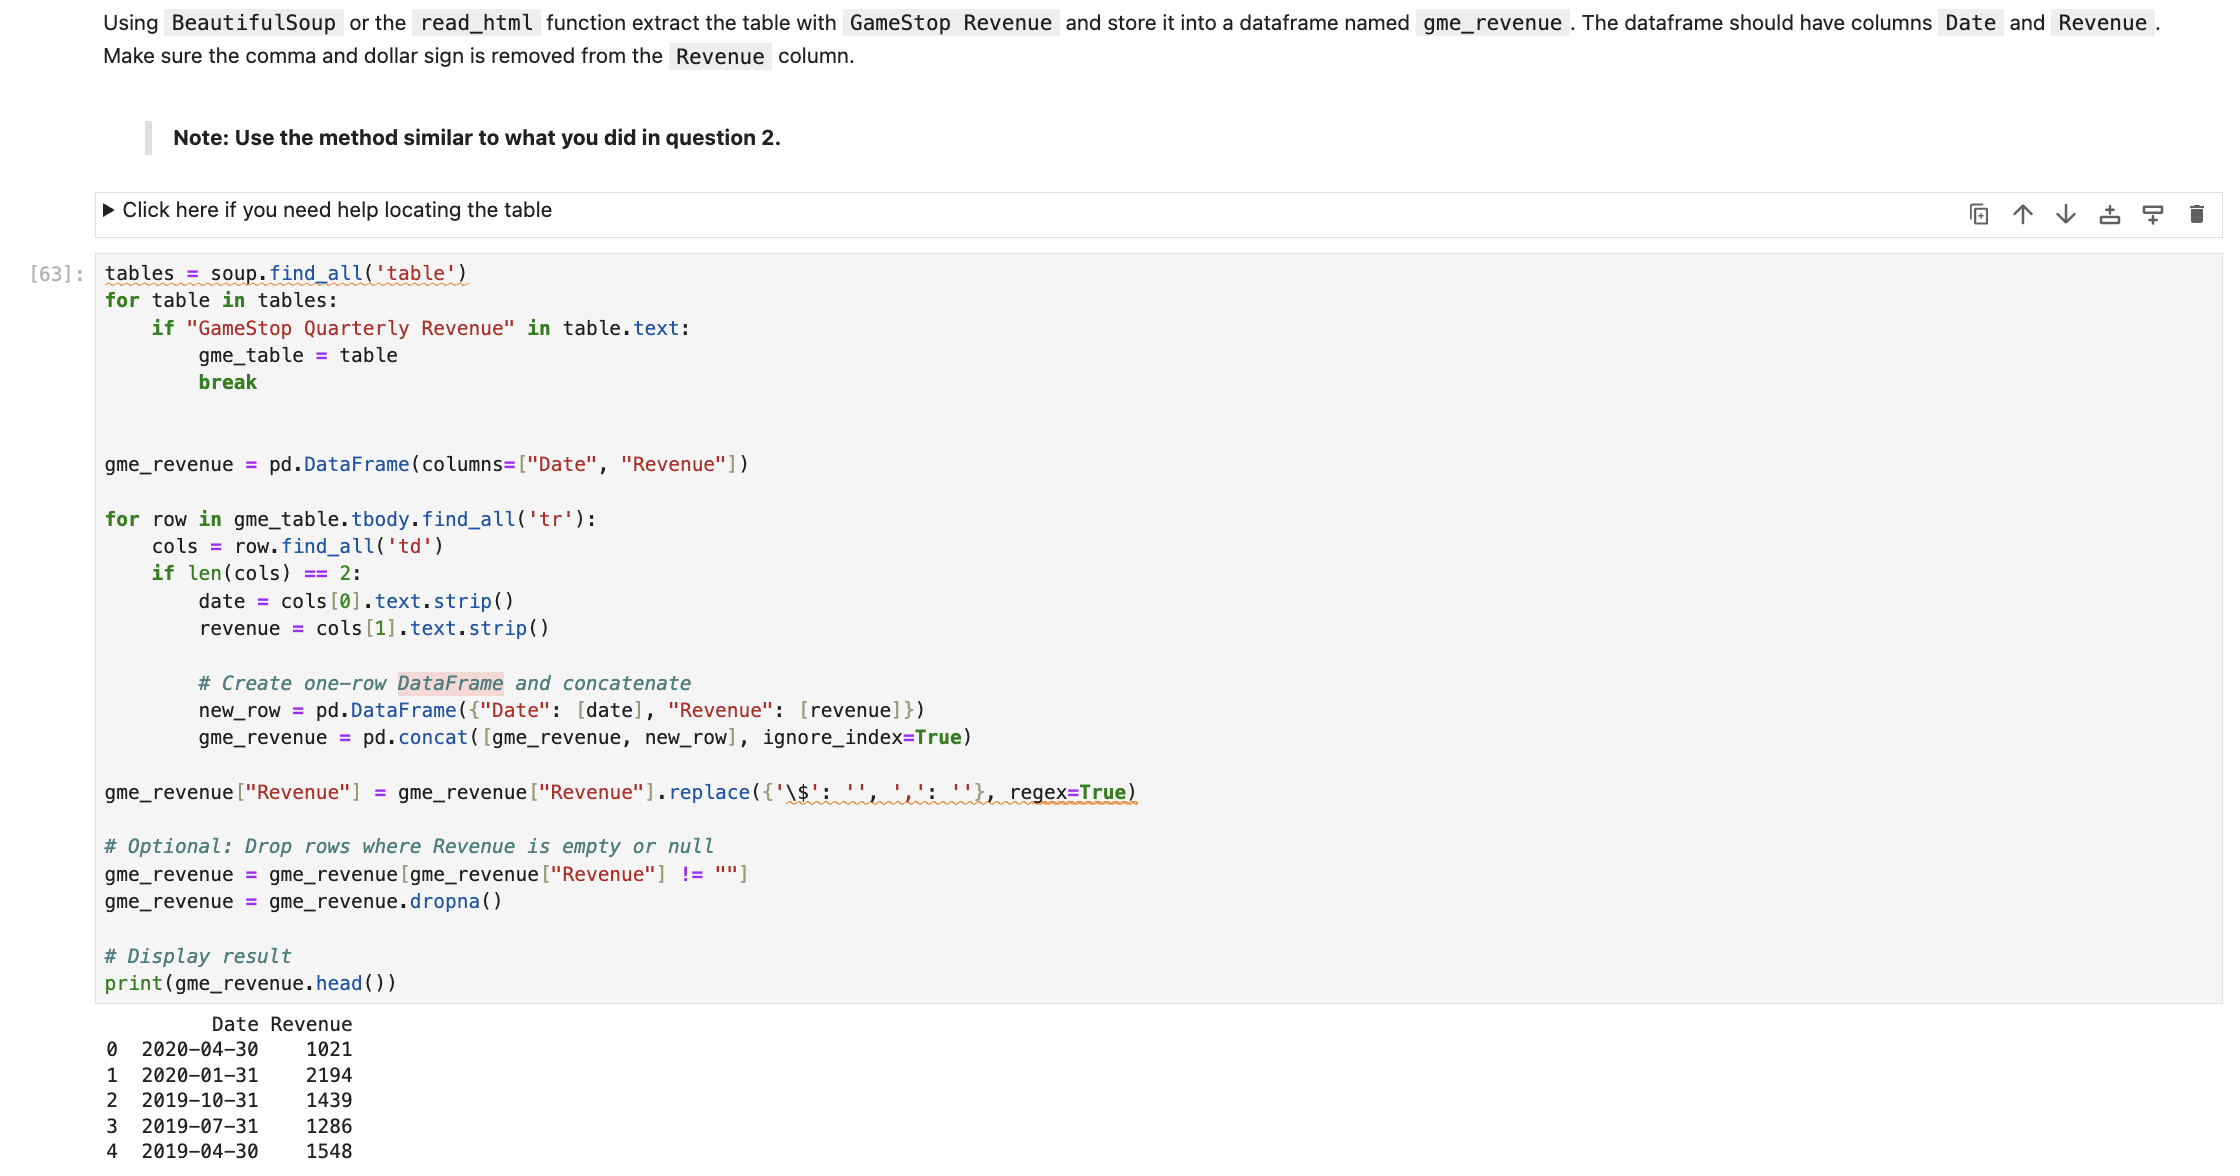 Using BeautifulSoup or the read_html function extract the table with GameStop Revenue and store it into a dataframe named gme_revenue. The dataframe should have columns Date and Revenue.
Make sure the comma and dollar sign is removed from the Revenue column.
Note: Use the method similar to what you did in question 2.
▶ Click here if you need help locating the table
[63]:
tables = soup.find_all('table')
for table in tables:
    if "GameStop Quarterly Revenue" in table.text:
        gme_table = table
        break
gme_revenue = pd.DataFrame(columns=["Date", "Revenue"])
for row in gme_table.tbody.find_all('tr'):
    cols = row.find_all('td')
    if len(cols) == 2:
        date = cols[0].text.strip()
        revenue = cols[1].text.strip()
        # Create one-row DataFrame and concatenate
        new_row = pd.DataFrame({"Date": [date], "Revenue": [revenue]})
        gme_revenue = pd.concat([gme_revenue, new_row], ignore_index=True)
gme_revenue["Revenue"] = gme_revenue["Revenue"].replace({'\$': '', ',': ''}, regex=True)
# Optional: Drop rows where Revenue is empty or null
gme_revenue = gme_revenue[gme_revenue["Revenue"] != ""]
gme_revenue = gme_revenue.dropna()
# Display result
print(gme_revenue.head())
         Date Revenue
0  2020-04-30    1021
1  2020-01-31    2194
2  2019-10-31    1439
3  2019-07-31    1286
4  2019-04-30    1548